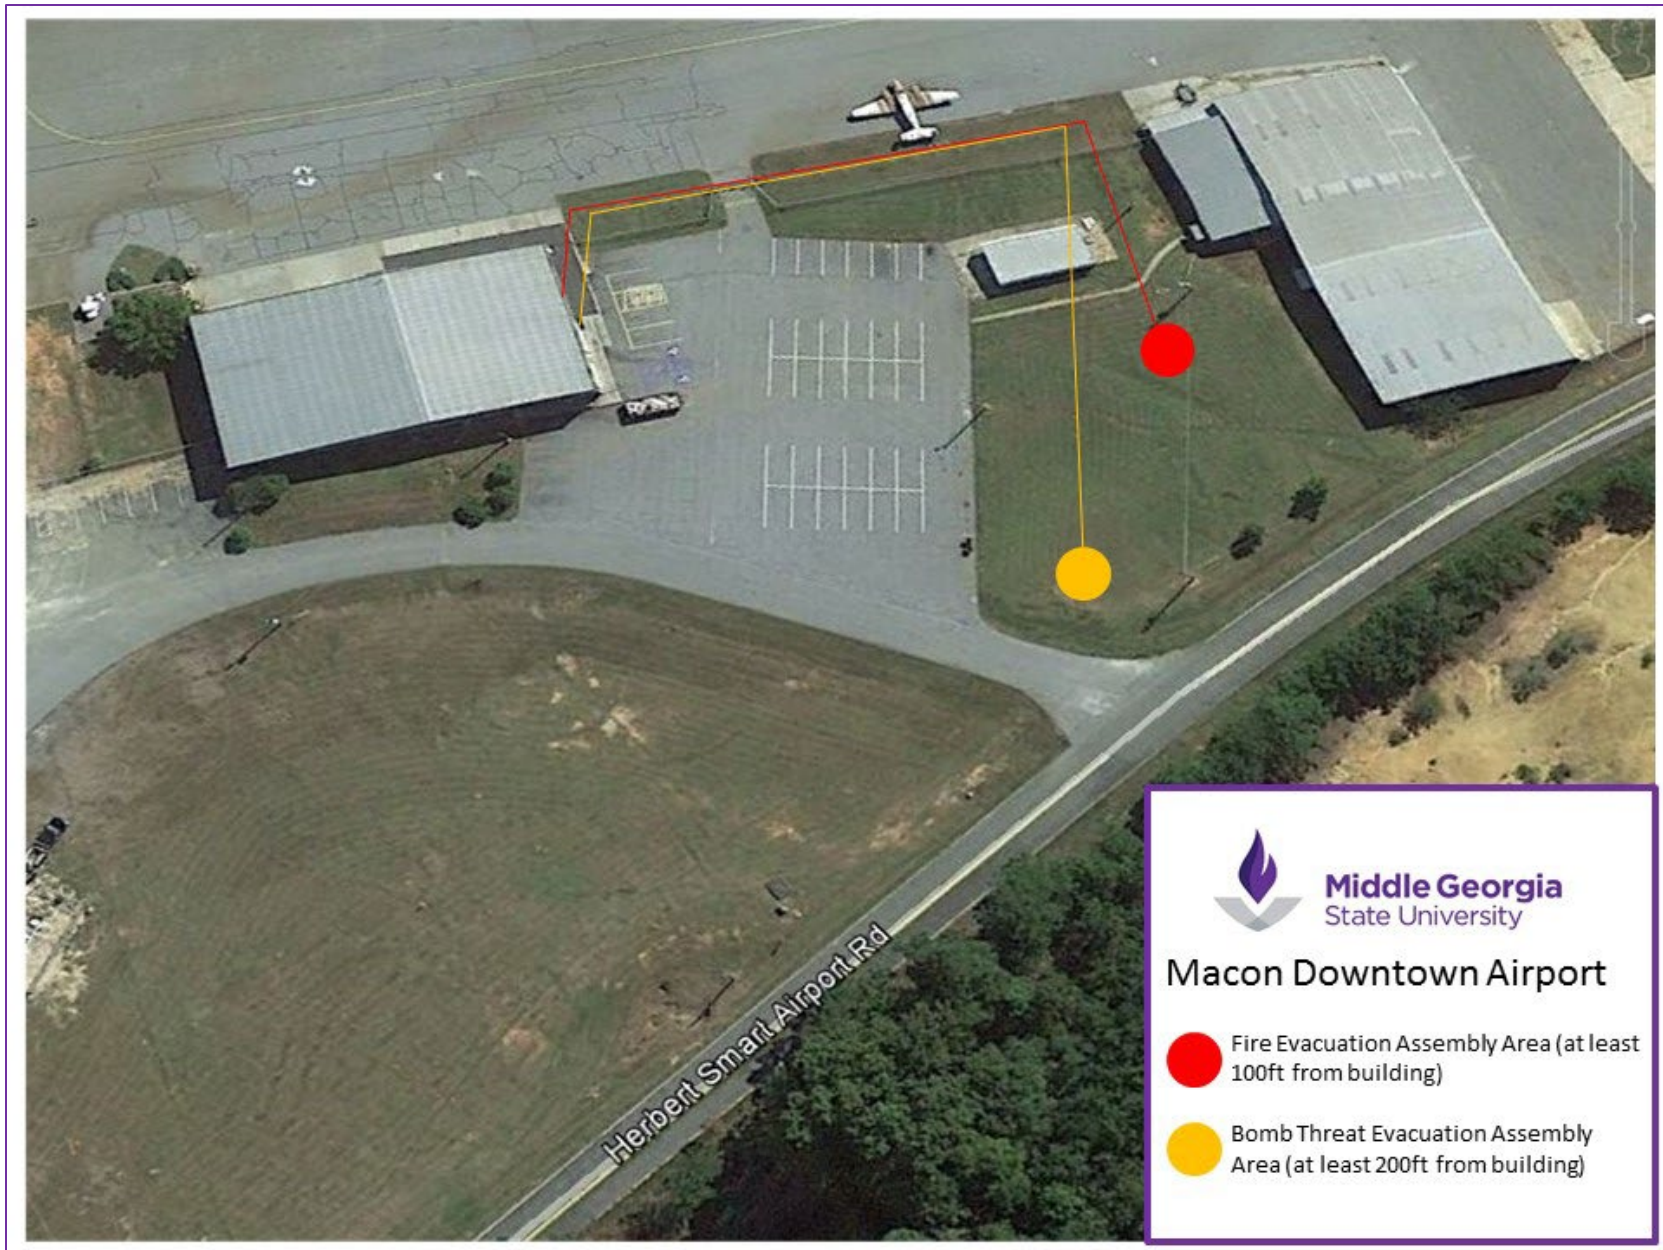 Herbert Smart Airport Rd
Middle Georgia
State University
Macon Downtown Airport
Fire Evacuation Assembly Area (at least
100ft from building)
Bomb Threat Evacuation Assembly
Area (at least 200ft from building)